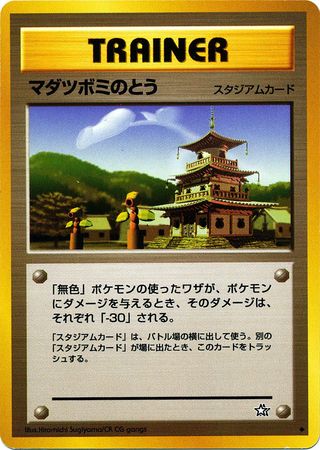 TRAINER
マダツボミのとう
スタジアムカード
「無色」ポケモンの使ったワザが、ポケモン
にダメージを与えるとき、そのダメージは、
それぞれ「-30」される。
「スタジアムカード」は、バトル場の横に出して使う。別の
「スタジアムカード」が場に出たとき、このカードをトラッ
シュする。
Illus.Hiromichi Sugiyama/CR CG gangs
N